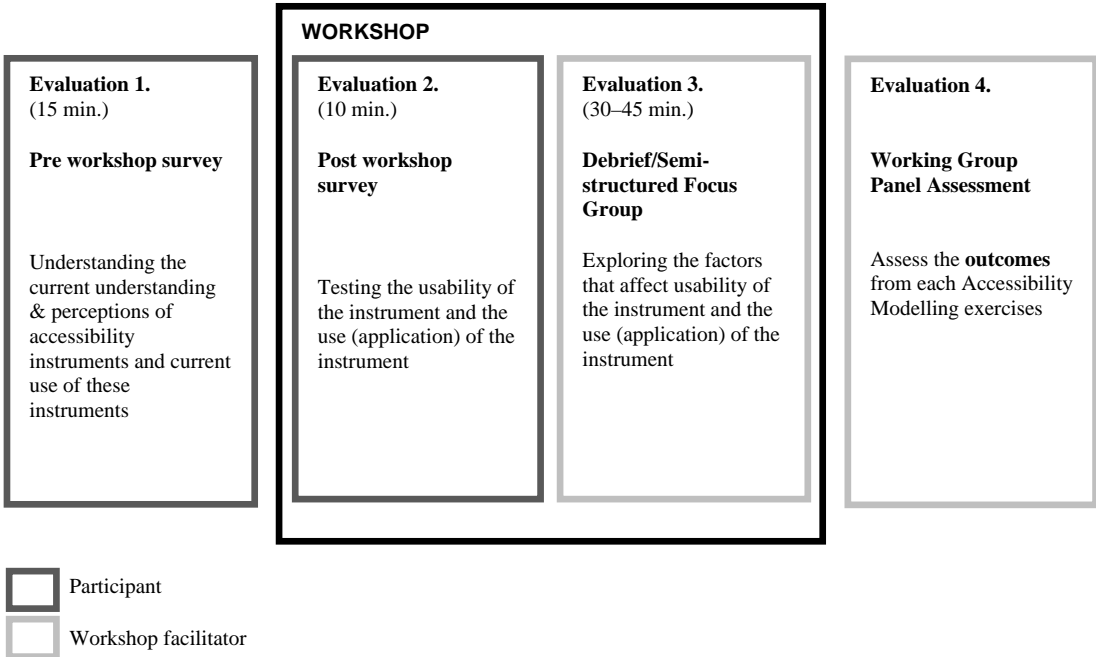 WORKSHOP
Evaluation 1.
(15 min.)
Pre workshop survey
Understanding the
current understanding
& perceptions of
accessibility
instruments and current
use of these
instruments
Evaluation 2.
(10 min.)
Post workshop
survey
Testing the usability of
the instrument and the
use (application) of the
instrument
Evaluation 3.
(30–45 min.)
Debrief/Semi-
structured Focus
Group
Exploring the factors
that affect usability of
the instrument and the
use (application) of the
instrument
Evaluation 4.
Working Group
Panel Assessment
Assess the outcomes
from each Accessibility
Modelling exercises
Participant
Workshop facilitator